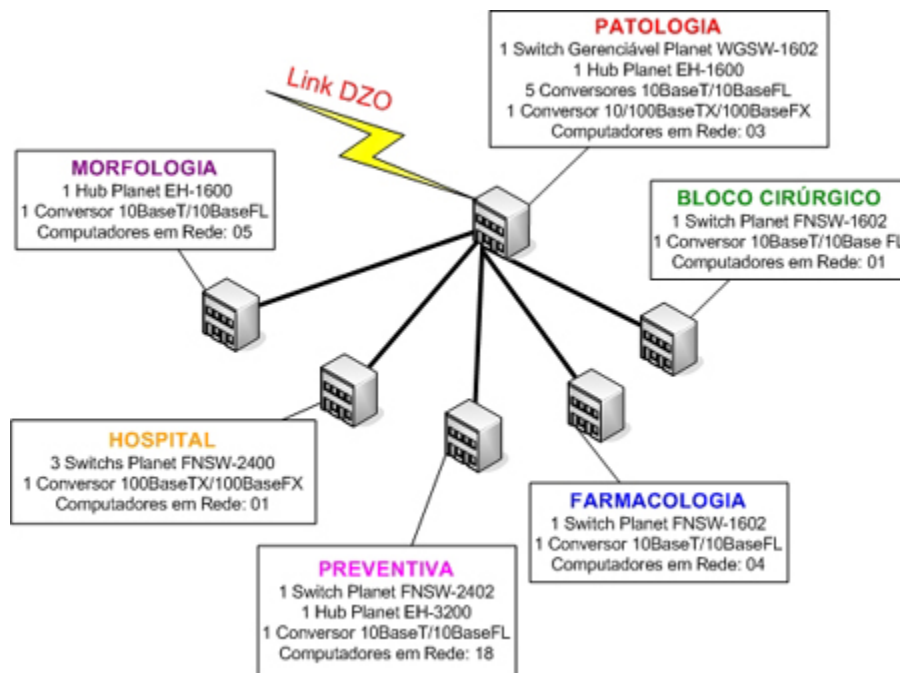 PATOLOGIA
1 Switch Gerenciável Planet WGSW-1602
1 Hub Planet EH-1600
5 Conversores 10BaseT/10BaseFL
1 Conversor 10/100BaseTX/100BaseFX
Computadores em Rede: 03
Link DZO
MORFOLOGIA
1 Hub Planet EH-1600
1 Conversor 10BaseT/10BaseFL
Computadores em Rede: 05
BLOCO CIRÚRGICO
1 Switch Planet FNSW-1602
1 Conversor 10BaseT/10Base FL
Computadores em Rede: 01
HOSPITAL
3 Switchs Planet FNSW-2400
1 Conversor 100BaseTX/100BaseFX
Computadores em Rede: 01
FARMACOLOGIA
1 Switch Planet FNSW-1602
1 Conversor 10BaseT/10BaseFL
Computadores em Rede: 04
PREVENTIVA
1 Switch Planet FNSW-2402
1 Hub Planet EH-3200
1 Conversor 10BaseT/10BaseFL
Computadores em Rede: 18